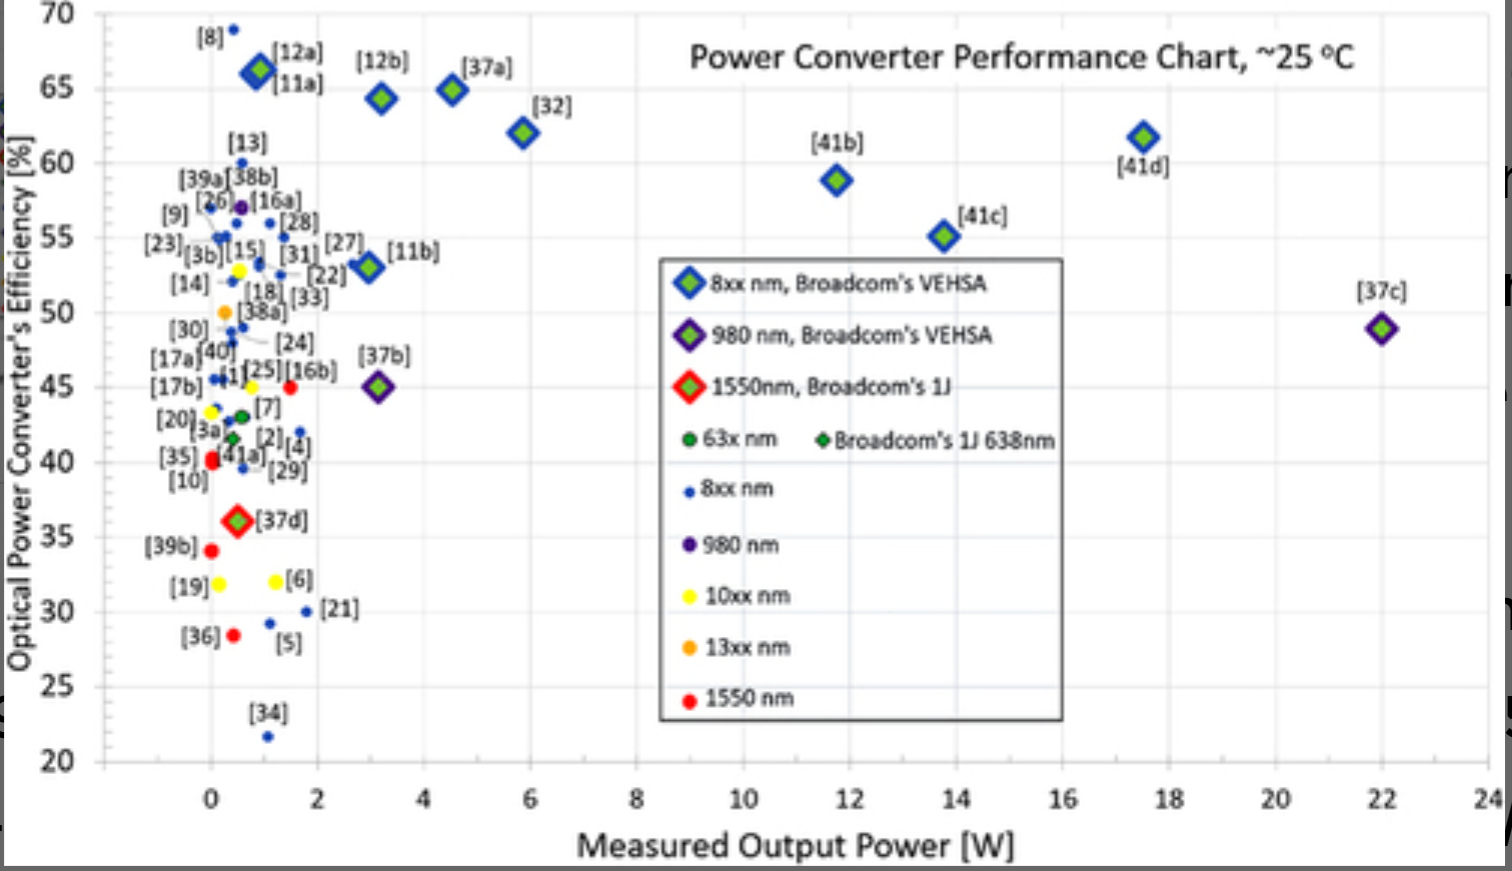 Power Converter Performance Chart, ~25 ºC
Optical Power Converter's Efficiency [%]
70
65
60
55
50
45
40
35
30
25
20
[8]
[12a]
[11a]
[12b]
[37a]
[32]
[41b]
[41d]
[41c]
[37c]
[13]
[39a]
[38b]
[26]
[16a]
[9]
[28]
[23]
[3b]
[15]
[31]
[27]
[11b]
[14]
[22]
[18]
[33]
[38a]
[30]
[24]
[40]
[17a]
[1]
[25]
[16b]
[37b]
[17b]
[7]
[20]
[3a]
[2]
[4]
[35]
[41a]
[29]
[10]
[37d]
[39b]
[19]
[6]
[21]
[36]
[5]
[34]
8xx nm, Broadcom's VEHSA
980 nm, Broadcom's VEHSA
1550nm, Broadcom's 1J
63x nm Broadcom's 1J 638nm
8xx nm
980 nm
10xx nm
13xx nm
1550 nm
0 2 4 6 8 10 12 14 16 18 20 22 24
Measured Output Power [W]